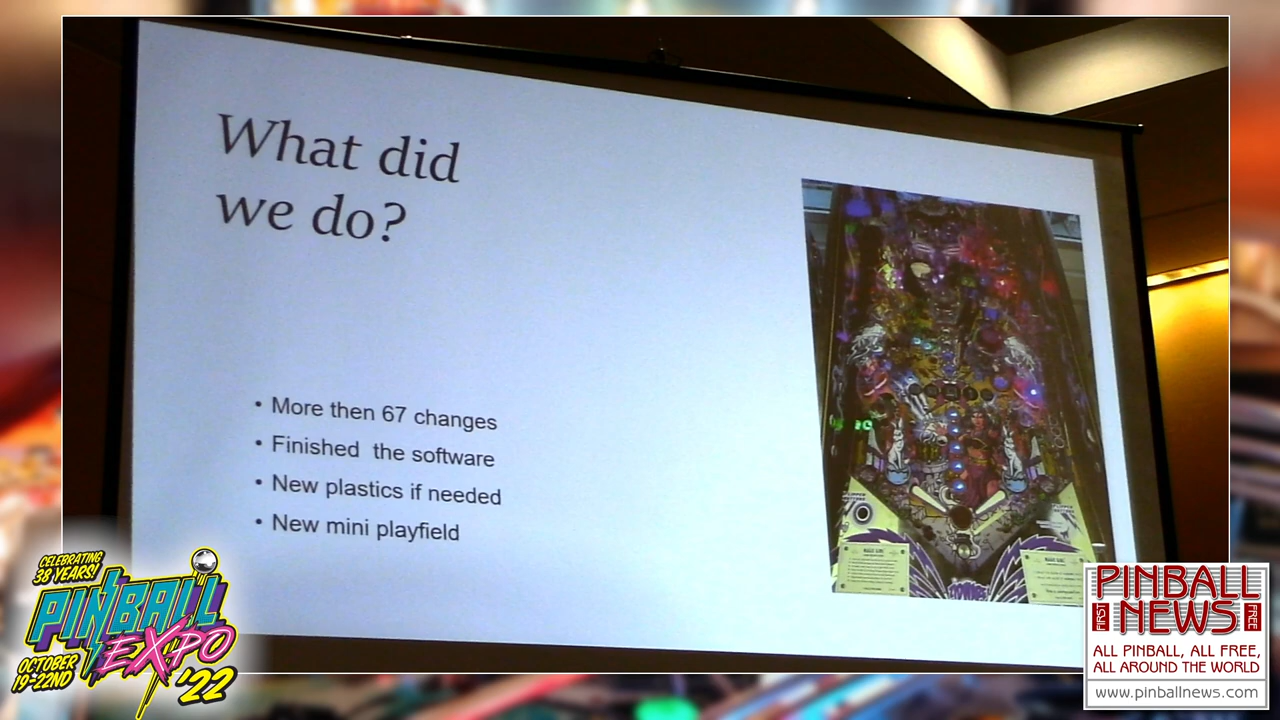 What did
we do?
• More then 67 changes
• Finished  the software
• New plastics if needed
• New mini playfield
CELEBRATING
38 YEARS!
PINBALL
EXPO
OCTOBER
19-22ND
'22
PINBALL
FIRST NEWS FREE
ALL PINBALL, ALL FREE,
ALL AROUND THE WORLD
www.pinballnews.com